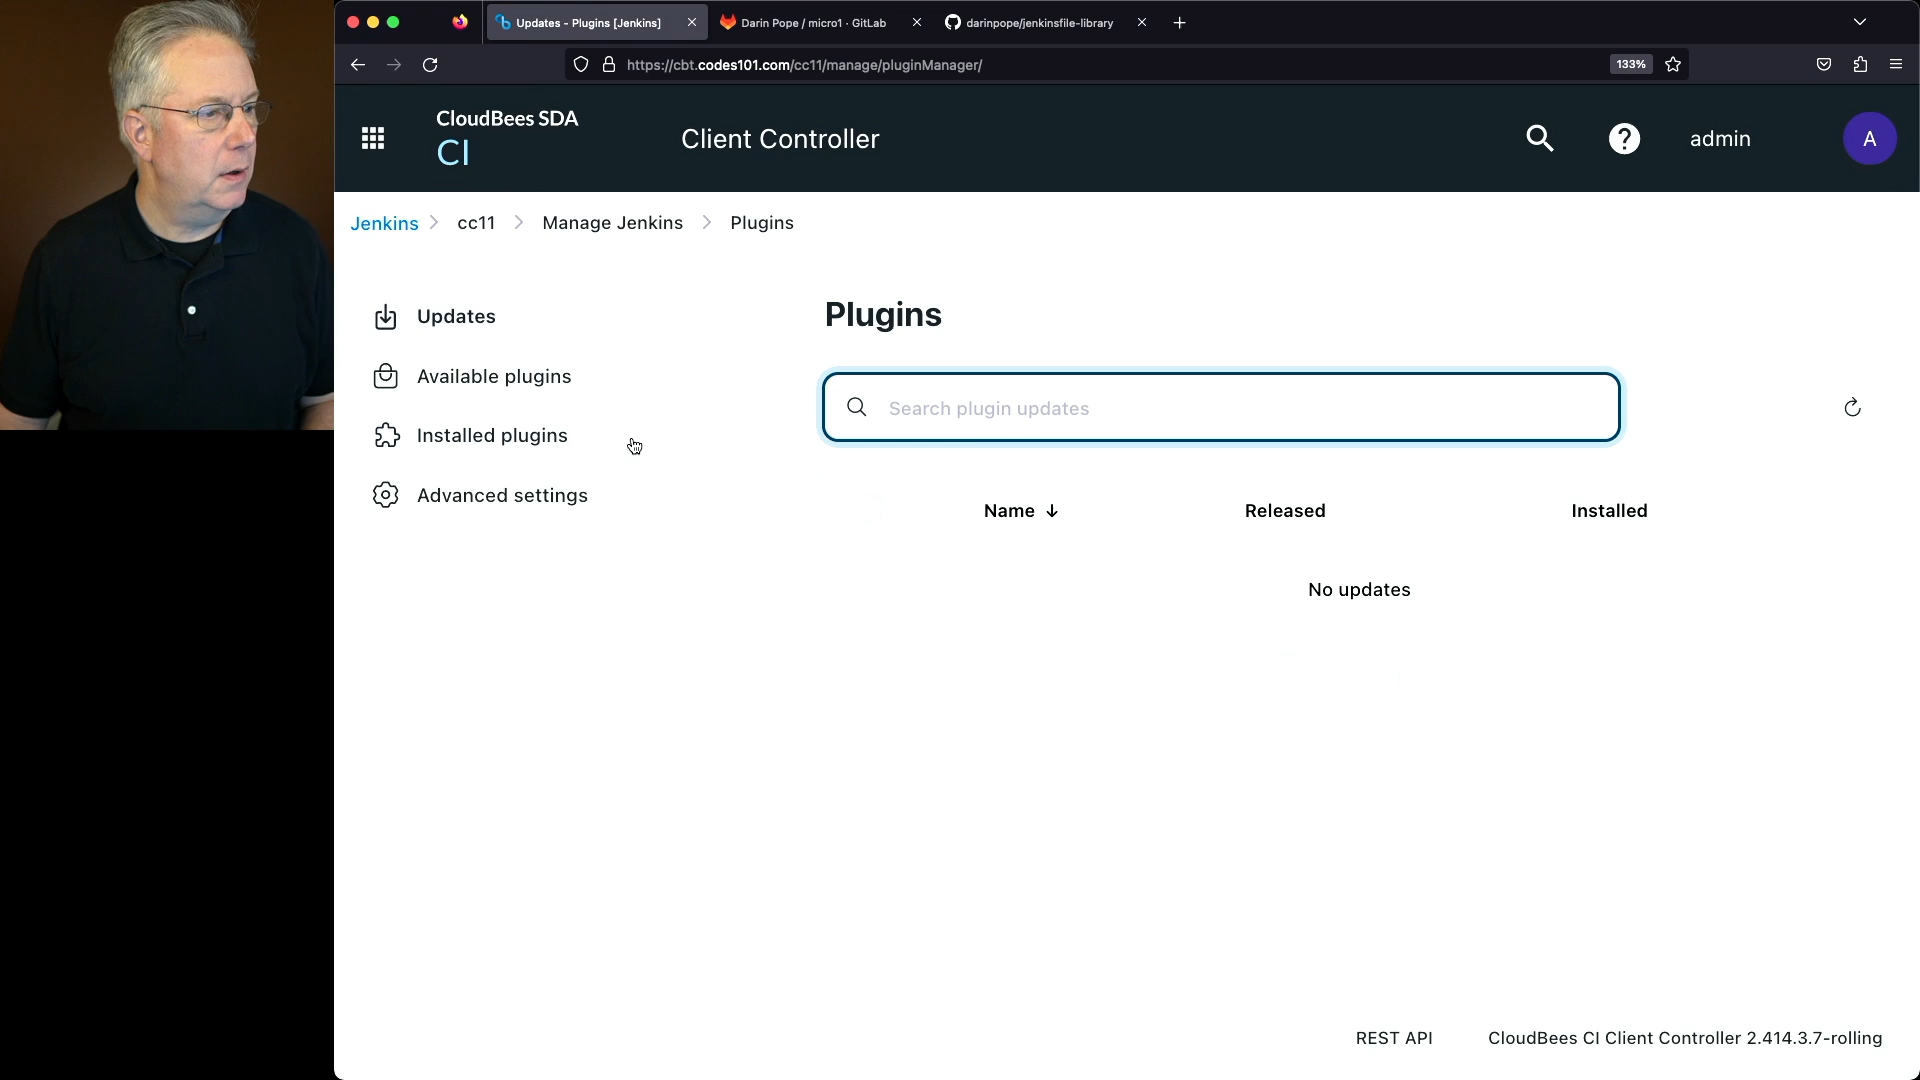 Updates - Plugins [Jenkins]
Darin Pope / micro1 · GitLab
darinpope/jenkinsfile-library
https://cbt.codes101.com/cc11/manage/pluginManager/
133%
CloudBees SDA
CI
Client Controller
admin
A
Jenkins
cc11
Manage Jenkins
Plugins
Updates
Available plugins
Installed plugins
Advanced settings
Plugins
Search plugin updates
Name ↓
Released
Installed
No updates
REST API
CloudBees CI Client Controller 2.414.3.7-rolling